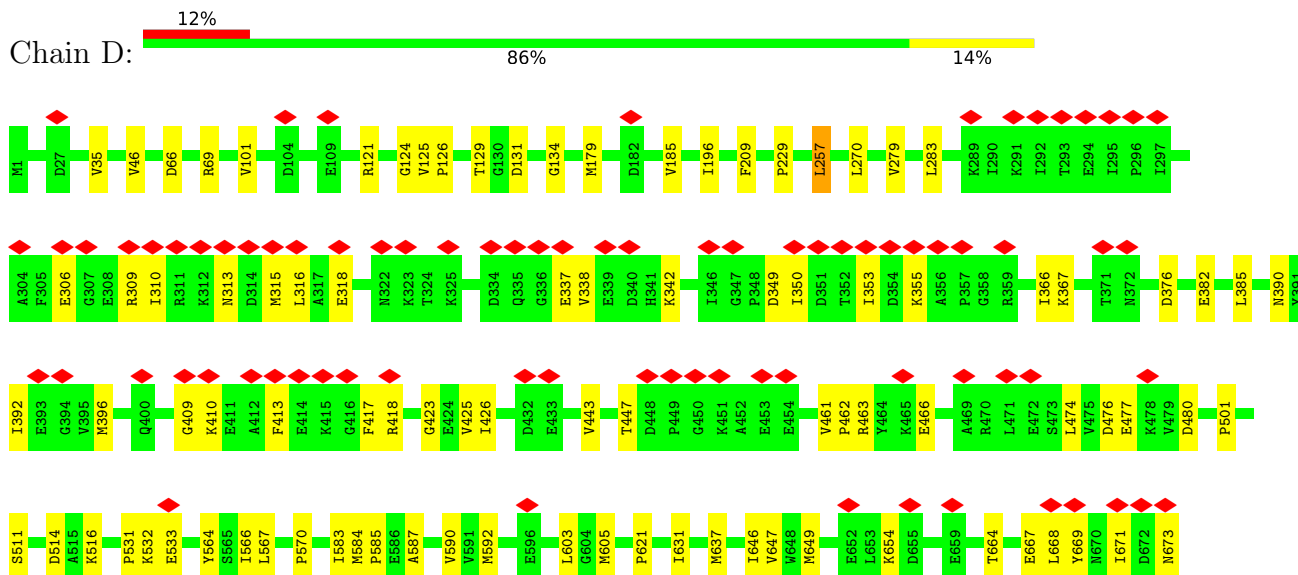 12%
Chain D:
86% 14%
M1 D27 V35 V46 D66 R69 V101 D104 E109 R121 G124 V125 P126 T129 G130 D131 G134 M179 D182 V185 I196 F209 P229 L257 L270 V279 L283 K289 I290 K291 I292 T293 E294 I295 P296 I297
A304 F305 E306 G307 E308 R309 I310 R311 K312 N313 D314 M315 L316 A317 E318 N322 K323 T324 K325 D334 Q335 G336 E337 V338 E339 D340 H341 K342 I346 G347 P348 D349 I350 D351 T352 I353 D354 K355 A356 P357 G358 R359 I366 K367 T371 N372 D376 E382 L385 N390 Y391
I392 E393 G394 V395 M396 Q400 G409 K410 E411 A412 F413 E414 K415 G416 F417 R418 G423 E424 V425 I426 D432 E433 V443 T447 D448 P449 G450 K451 A452 E453 E454 V461 P462 R463 Y464 K465 E466 A469 R470 L471 E472 S473 L474 V475 D476 E477 K478 V479 D480 P501
S511 D514 A515 K516 P531 K532 E533 Y564 S565 I566 L567 P570 I583 M584 P585 E586 A587 V590 V591 M592 E596 L603 G604 M605 P621 I631 M637 I646 V647 W648 M649 E652 L653 K654 D655 E659 T664 E667 L668 Y669 N670 I671 D672 N673